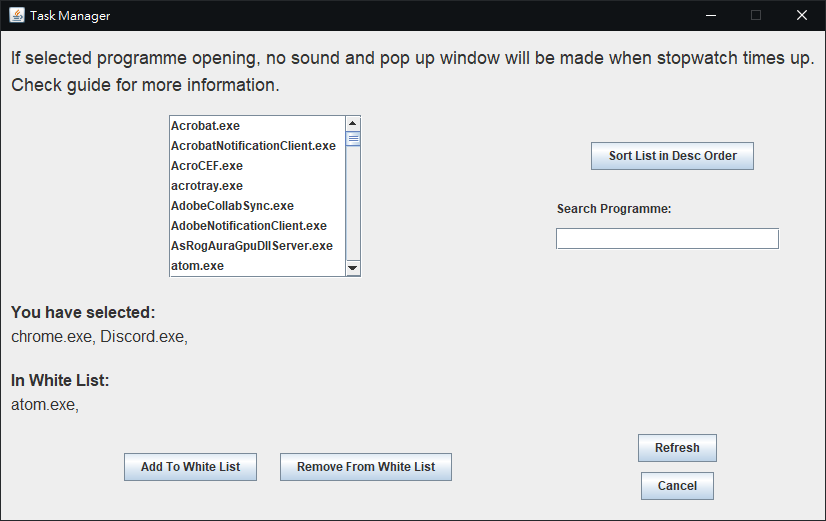 Task Manager
If selected programme opening, no sound and pop up window will be made when stopwatch times up.
Check guide for more information.
Acrobat.exe
AcrobatNotificationClient.exe
AcroCEF.exe
acrotray.exe
AdobeCollabSync.exe
AdobeNotificationClient.exe
AsRogAuraGpuDllServer.exe
atom.exe
Sort List in Desc Order
Search Programme:
You have selected:
chrome.exe, Discord.exe,
In White List:
atom.exe,
Add To White List
Remove From White List
Refresh
Cancel